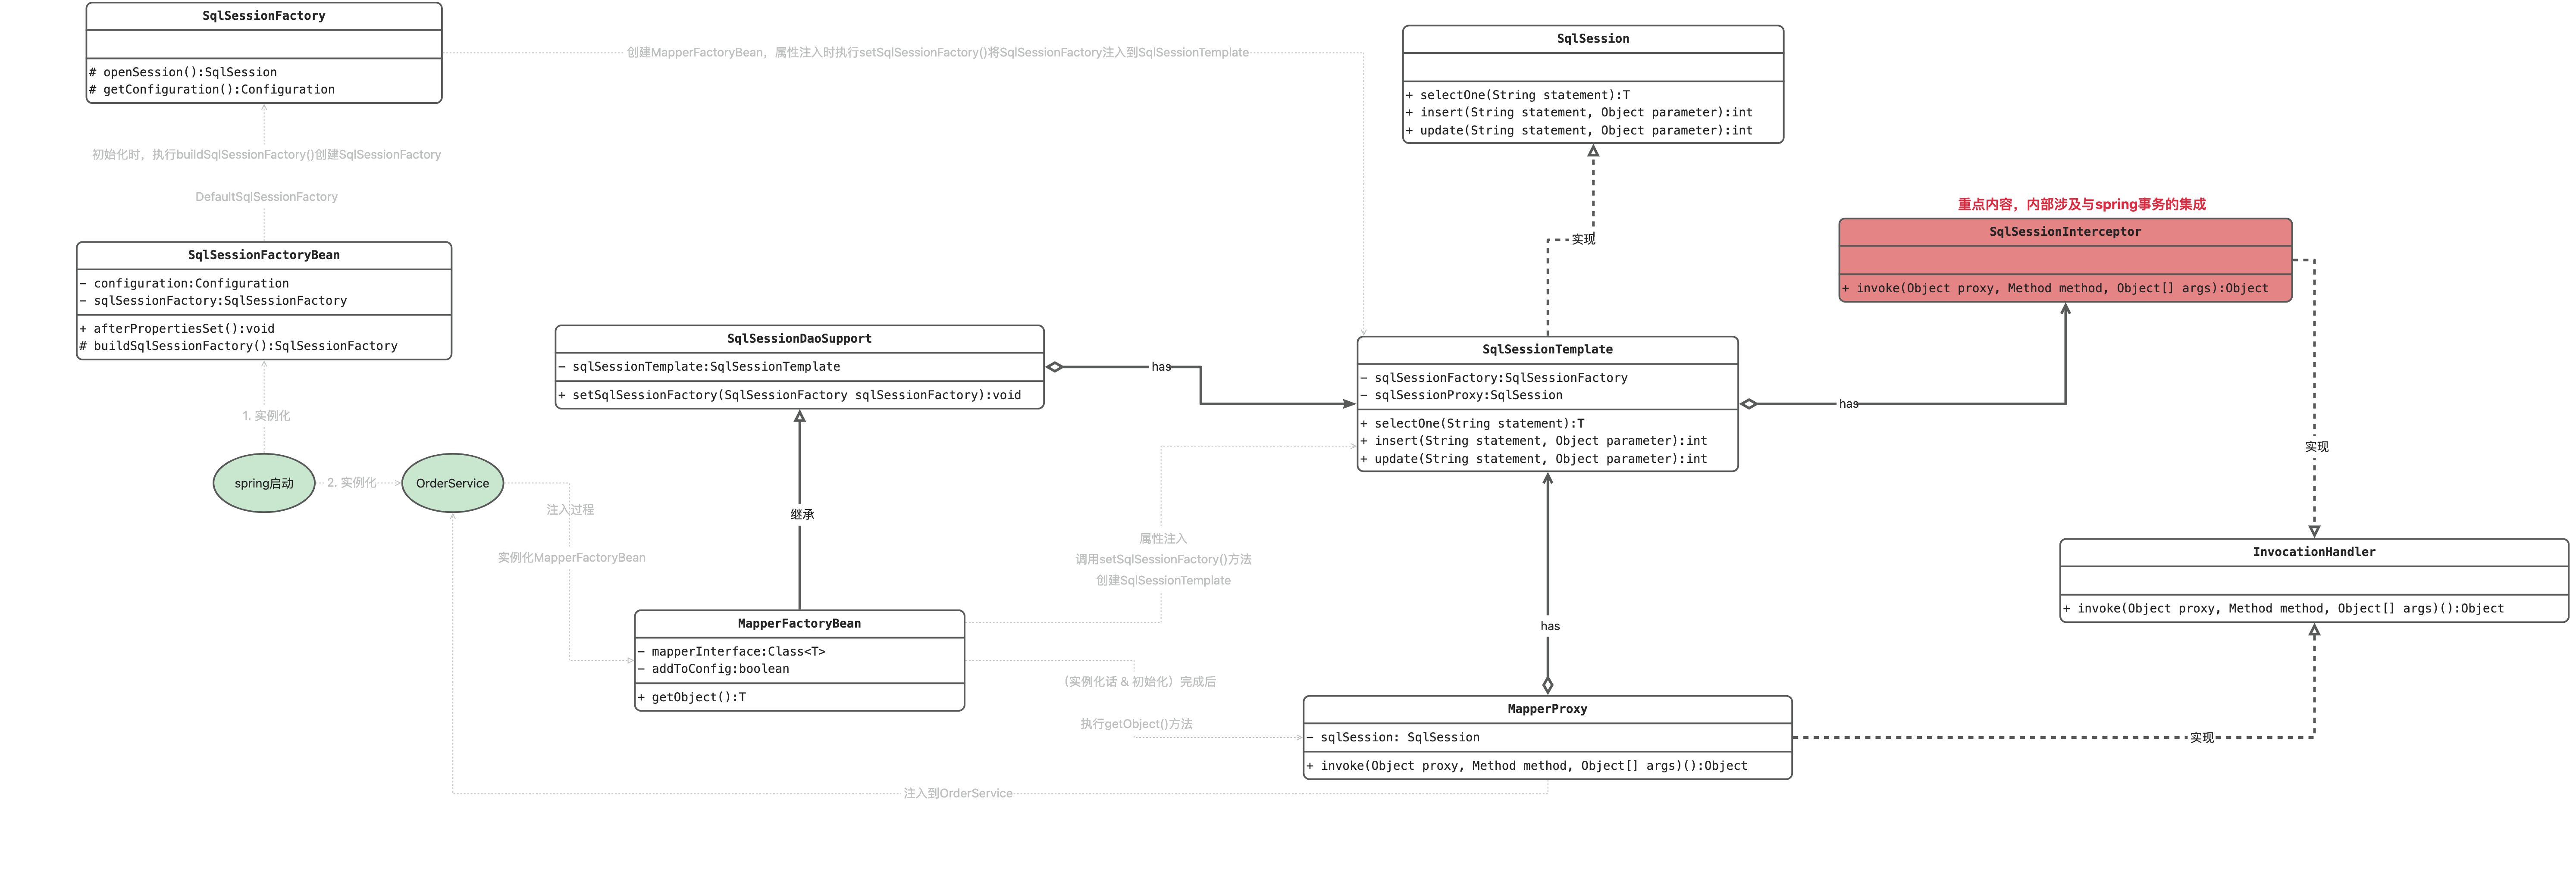 SqlSessionFactory
# openSession():SqlSession
# getConfiguration():Configuration
创建MapperFactoryBean，属性注入时执行setSqlSessionFactory()将SqlSessionFactory注入到SqlSessionTemplate
SqlSession
+ selectOne(String statement):T
+ insert(String statement, Object parameter):int
+ update(String statement, Object parameter):int
初始化时，执行buildSqlSessionFactory()创建SqlSessionFactory
DefaultSqlSessionFactory
实现
重点内容，内部涉及与spring事务的集成
SqlSessionInterceptor
+ invoke(Object proxy, Method method, Object[] args):Object
SqlSessionFactoryBean
- configuration:Configuration
- sqlSessionFactory:SqlSessionFactory
+ afterPropertiesSet():void
# buildSqlSessionFactory():SqlSessionFactory
SqlSessionDaoSupport
- sqlSessionTemplate:SqlSessionTemplate
+ setSqlSessionFactory(SqlSessionFactory sqlSessionFactory):void
has
SqlSessionTemplate
- sqlSessionFactory:SqlSessionFactory
- sqlSessionProxy:SqlSession
+ selectOne(String statement):T
+ insert(String statement, Object parameter):int
+ update(String statement, Object parameter):int
has
实现
1. 实例化
spring启动
2. 实例化
OrderService
注入过程
实例化MapperFactoryBean
继承
属性注入
调用setSqlSessionFactory()方法
创建SqlSessionTemplate
InvocationHandler
+ invoke(Object proxy, Method method, Object[] args)():Object
MapperFactoryBean
- mapperInterface:Class<T>
- addToConfig:boolean
+ getObject():T
has
(实例化话 & 初始化）完成后
执行getObject()方法
MapperProxy
- sqlSession: SqlSession
+ invoke(Object proxy, Method method, Object[] args)():Object
实现
注入到OrderService